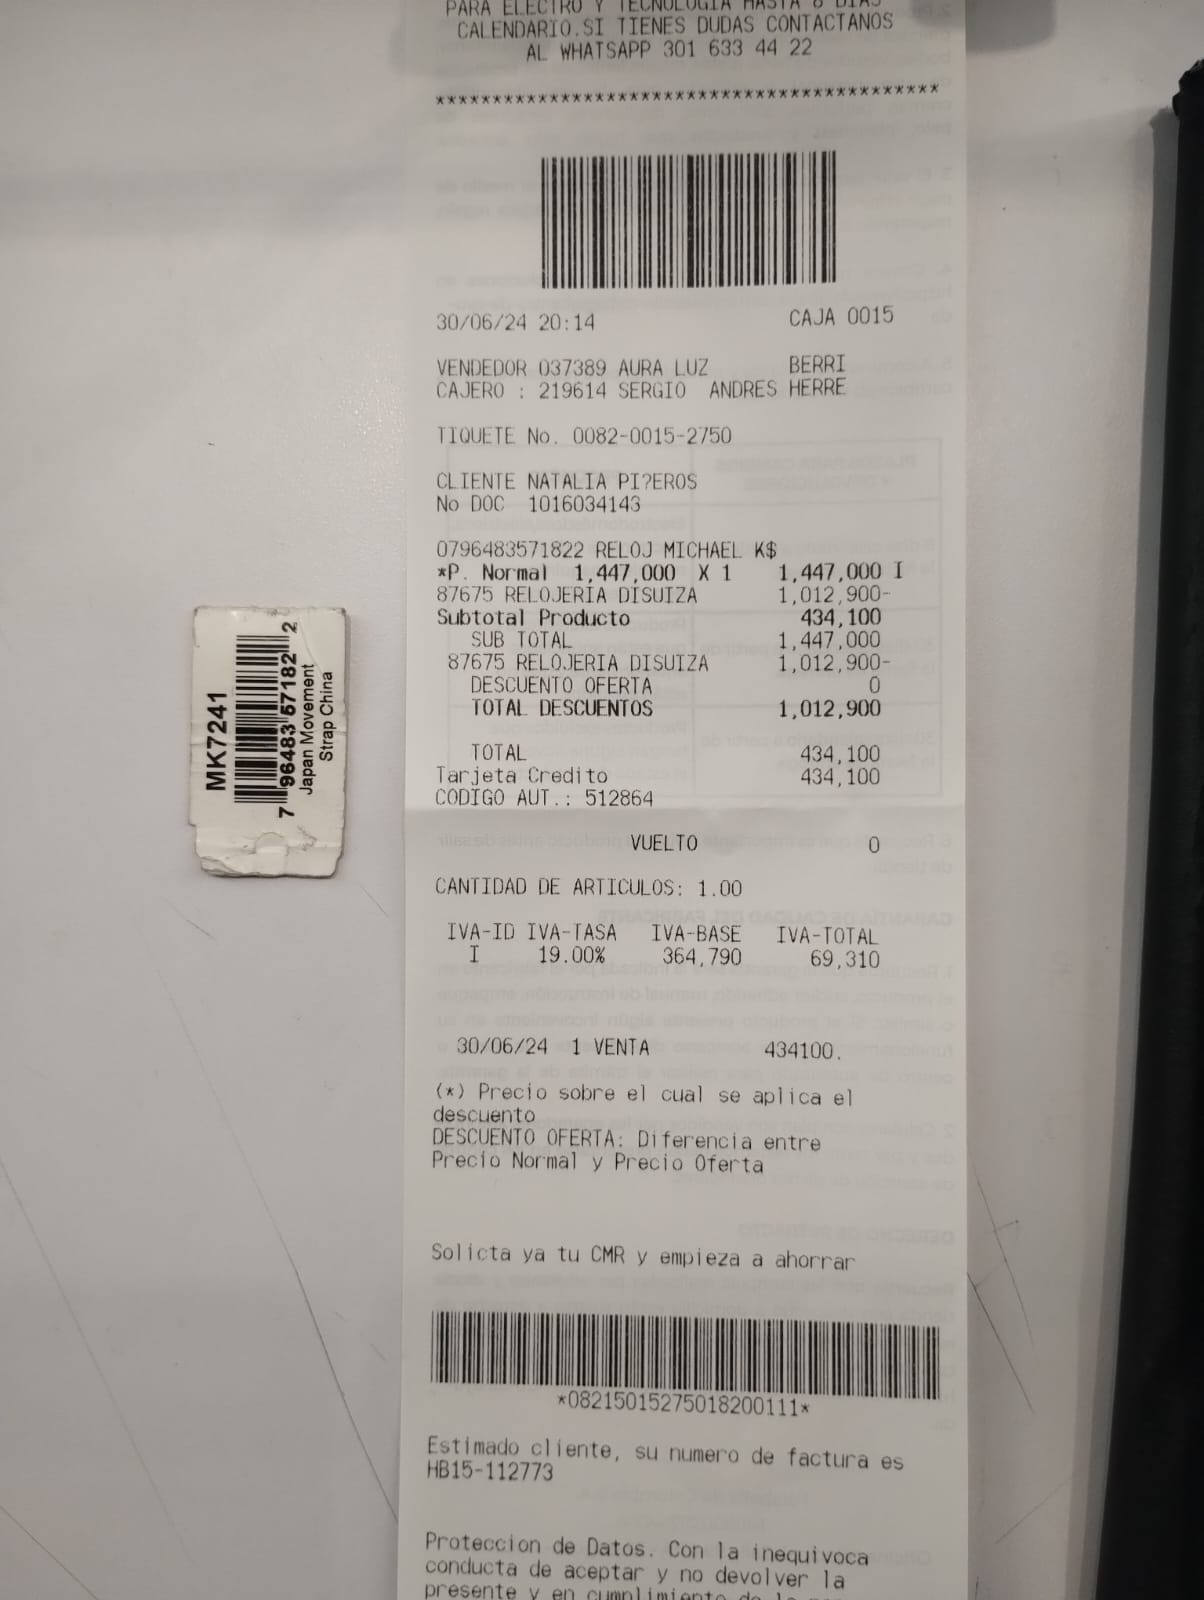 PARA ELECTRO Y TECNOLOGIA HASTA 8 DIAS
CALENDARIO.SI TIENES DUDAS CONTACTANOS
AL WHATSAPP 301 633 44 22
********************************************
30/06/24 20:14 CAJA 0015
VENDEDOR 037389 AURA LUZ BERRI
CAJERO : 219614 SERGIO ANDRES HERRE
TIQUETE No. 0082-0015-2750
CLIENTE NATALIA PI?EROS
No DOC 1016034143
0796483571822 RELOJ MICHAEL K$
*P. Normal 1,447,000 X 1 1,447,000 I
87675 RELOJERIA DISUIZA 1,012,900-
Subtotal Producto 434,100
SUB TOTAL 1,447,000
87675 RELOJERIA DISUIZA 1,012,900-
DESCUENTO OFERTA 0
TOTAL DESCUENTOS 1,012,900
TOTAL 434,100
Tarjeta Credito 434,100
CODIGO AUT.: 512864
VUELTO 0
CANTIDAD DE ARTICULOS: 1.00
IVA-ID IVA-TASA IVA-BASE IVA-TOTAL
I 19.00% 364,790 69,310
30/06/24 1 VENTA 434100.
(*) Precio sobre el cual se aplica el
descuento
DESCUENTO OFERTA: Diferencia entre
Precio Normal y Precio Oferta
Solicta ya tu CMR y empieza a ahorrar
*08215015275018200111*
Estimado cliente, su numero de factura es
HB15-112773
Proteccion de Datos. Con la inequivoca
conducta de aceptar y no devolver la
presente y en cumplimiento de
MK7241
7 96483 57182 2
Japan Movement
Strap China